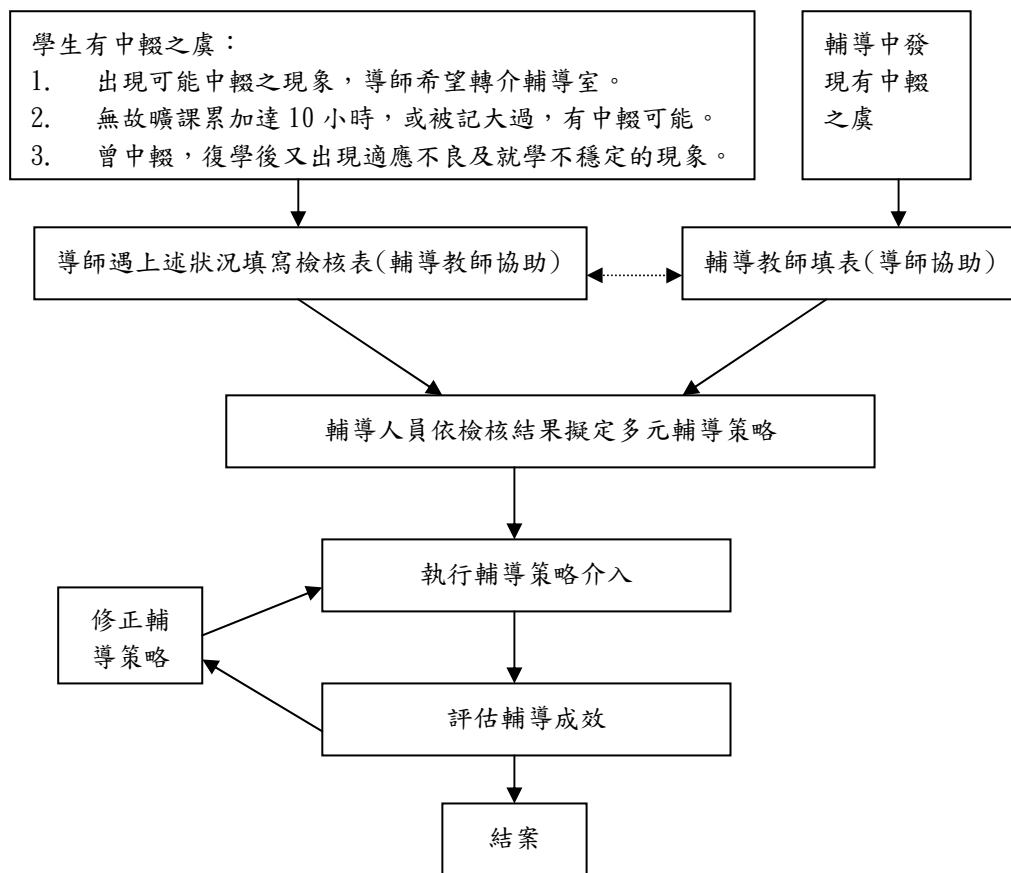 學生有中輟之虞：
1. 出現可能中輟之現象，導師希望轉介輔導室。
2. 無故曠課累加達 10 小時，或被記大過，有中輟可能。
3. 曾中輟，復學後又出現適應不良及就學不穩定的現象。
輔導中發
現有中輟
之虞
導師遇上述狀況填寫檢核表(輔導教師協助)
輔導教師填表(導師協助)
輔導人員依檢核結果擬定多元輔導策略
執行輔導策略介入
修正輔
導策略
評估輔導成效
結案